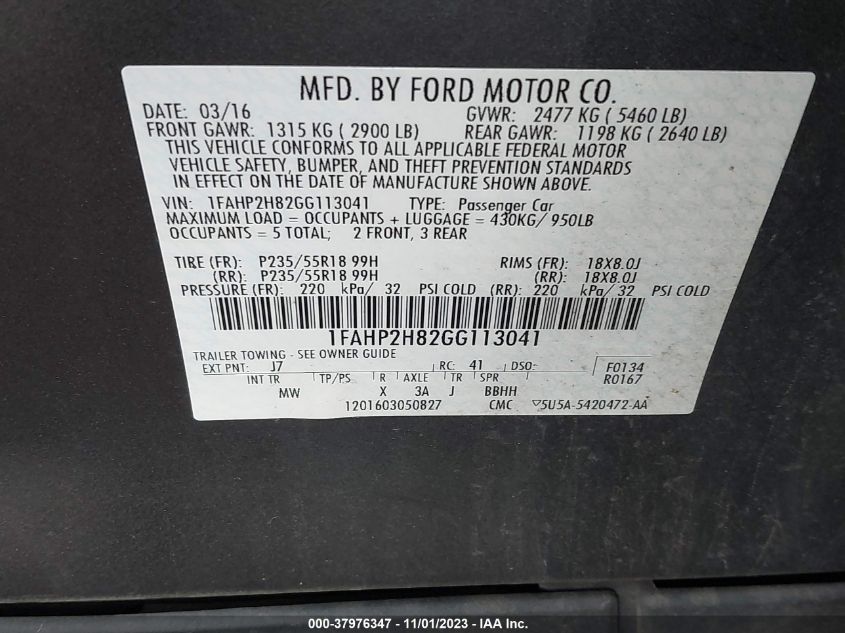 MFD. BY FORD MOTOR CO.
DATE: 03/16 GVWR: 2477 KG ( 5460 LB)
FRONT GAWR: 1315 KG ( 2900 LB) REAR GAWR: 1198 KG ( 2640 LB)
THIS VEHICLE CONFORMS TO ALL APPLICABLE FEDERAL MOTOR
VEHICLE SAFETY, BUMPER, AND THEFT PREVENTION STANDARDS
IN EFFECT ON THE DATE OF MANUFACTURE SHOWN ABOVE.
VIN: 1FAHP2H82GG113041 TYPE: Passenger Car
MAXIMUM LOAD = OCCUPANTS + LUGGAGE = 430KG/ 950LB
OCCUPANTS = 5 TOTAL; 2 FRONT, 3 REAR
TIRE (FR): P235/55R18 99H RIMS (FR): 18X8.0J
(RR): P235/55R18 99H (RR): 18X8.0J
PRESSURE (FR): 220 kPa/ 32 PSI COLD (RR): 220 kPa/ 32 PSI COLD
1FAHP2H82GG113041
TRAILER TOWING - SEE OWNER GUIDE
EXT PNT: J7 RC: 41 DSO: F0134
INT TR TP/PS R AXLE TR SPR R0167
MW X 3A J BBHH
1201603050827 CMC ▽5U5A-5420472-AA
000-37976347 - 11/01/2023 - IAA Inc.